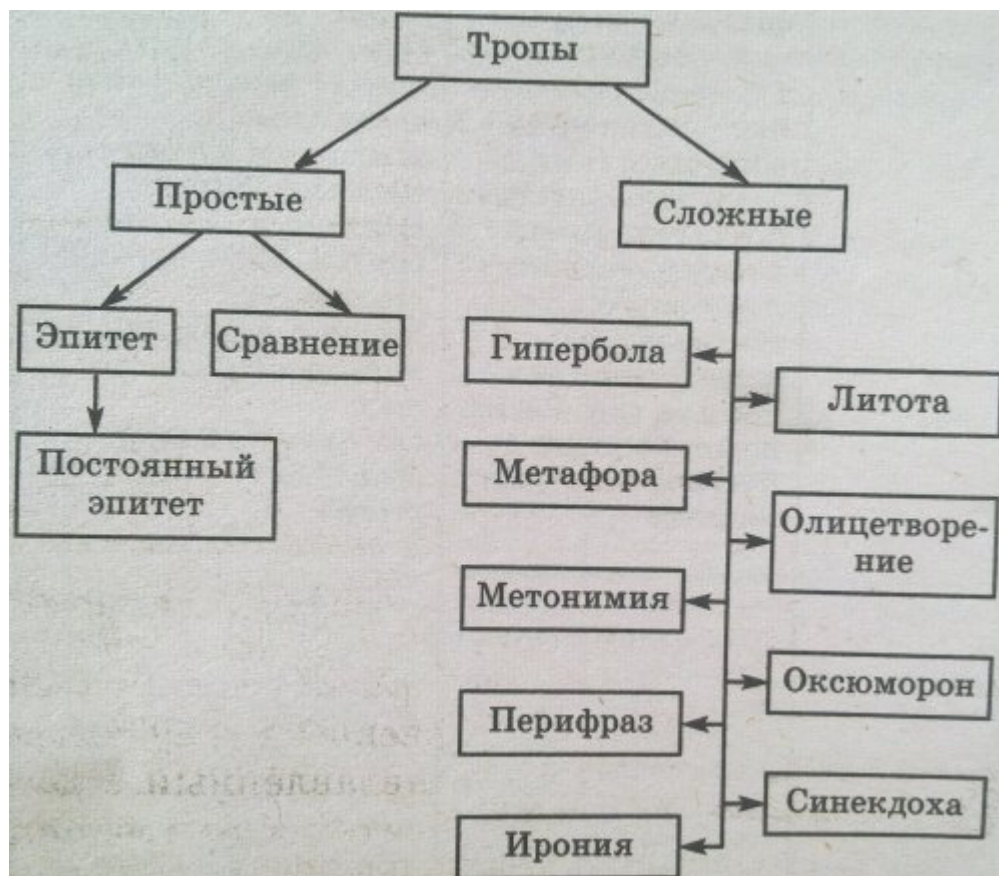 Тропы
Простые
Сложные
Эпитет
Сравнение
Постоянный
эпитет
Гипербола
Литота
Метафора
Олицетворе-
ние
Метонимия
Оксюморон
Перифраз
Синекдоха
Ирония